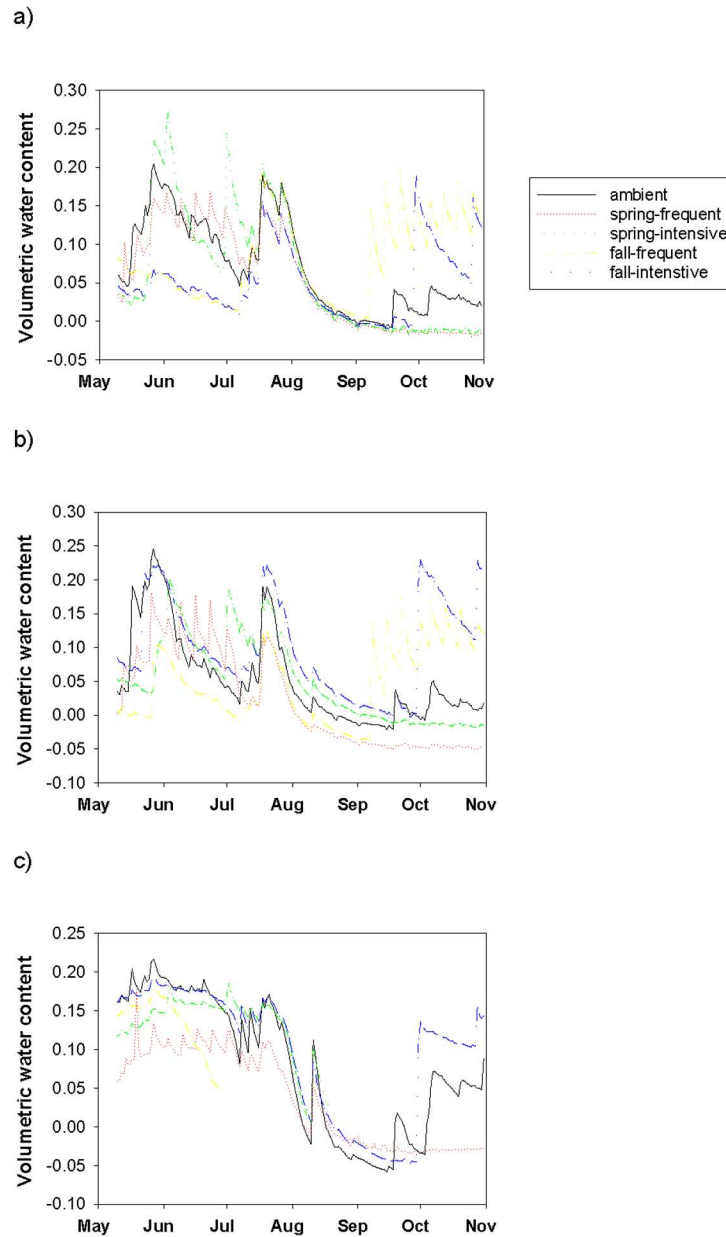 a)
Volumetric water content
0.30
0.25
0.20
0.15
0.10
0.05
0.00
-0.05
May Jun Jul Aug Sep Oct Nov
ambient
spring-frequent
spring-intensive
fall-frequent
fall-intenstive
b)
Volumetric water content
0.30
0.25
0.20
0.15
0.10
0.05
0.00
-0.05
-0.10
May Jun Jul Aug Sep Oct Nov
c)
Volumetric water content
0.25
0.20
0.15
0.10
0.05
0.00
-0.05
-0.10
May Jun Jul Aug Sep Oct Nov